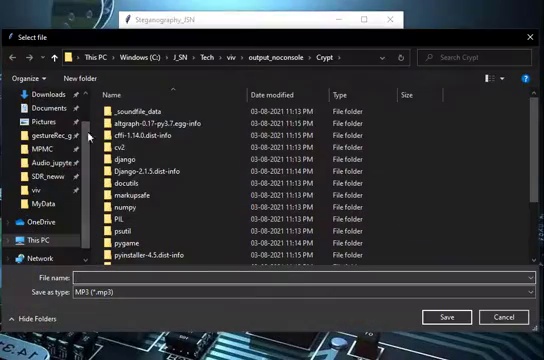 Steganography_JSN
Select file
This PC > Windows (C:) > J_SN > Tech > viv > output_noconsole > Crypt >
Search Crypt
Organize
New folder
Name
Date modified
Type
Size
Downloads
Documents
Pictures
gestureRec_g
MPMC
Audio_jupyte
SDR_neww
viv
MyData
OneDrive
This PC
Network
_soundfile_data 03-08-2021 11:13 PM File folder
altgraph-0.17-py3.7.egg-info 03-08-2021 11:13 PM File folder
cffi-1.14.0.dist-info 03-08-2021 11:13 PM File folder
cv2 03-08-2021 11:13 PM File folder
django 03-08-2021 11:13 PM File folder
Django-2.1.5.dist-info 03-08-2021 11:14 PM File folder
docutils 03-08-2021 11:13 PM File folder
markupsafe 03-08-2021 11:13 PM File folder
numpy 03-08-2021 11:13 PM File folder
PIL 03-08-2021 11:13 PM File folder
psutil 03-08-2021 11:13 PM File folder
pygame 03-08-2021 11:14 PM File folder
pyinstaller-4.5.dist-info 03-08-2021 11:13 PM File folder
File name:
Save as type: MP3 (*.mp3)
Hide Folders
Save
Cancel